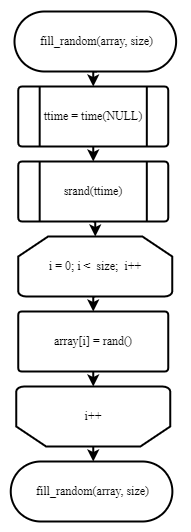 fill_random(array, size)
ttime = time(NULL)
srand(ttime)
i = 0; i < size; i++
array[i] = rand()
i++
fill_random(array, size)